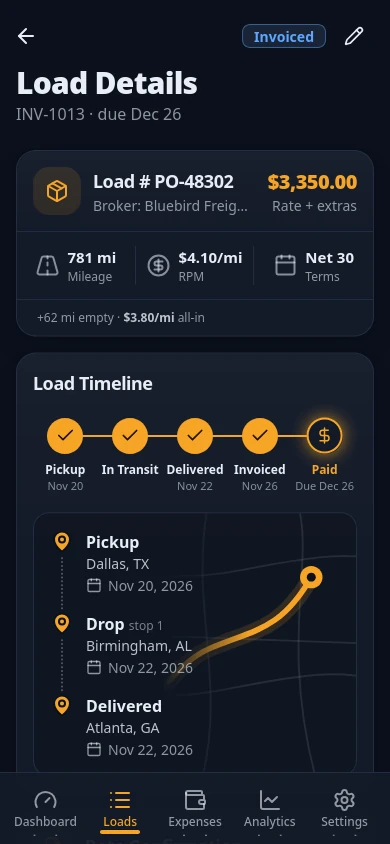 Invoiced
Load Details
INV-1013 · due Dec 26
Load # PO-48302
$3,350.00
Broker: Bluebird Freig...
Rate + extras
781 mi
Mileage
$4.10/mi
RPM
Net 30
Terms
+62 mi empty · $3.80/mi all-in
Load Timeline
Pickup
Nov 20
In Transit
Delivered
Nov 22
Invoiced
Nov 26
Paid
Due Dec 26
Pickup
Dallas, TX
Nov 20, 2026
Drop stop 1
Birmingham, AL
Nov 22, 2026
Delivered
Atlanta, GA
Nov 22, 2026
Dashboard
Loads
Expenses
Analytics
Settings